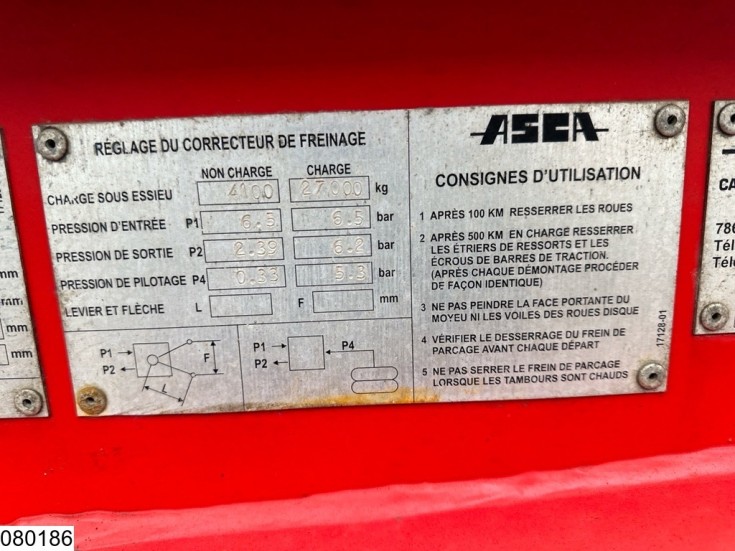 RÉGLAGE DU CORRECTEUR DE FREINAGE
NON CHARGE CHARGE
CHARGE SOUS ESSIEU 4100 27.000 kg
PRESSION D'ENTRÉE P1 6.5 6.5 bar
PRESSION DE SORTIE P2 2.39 6.2 bar
PRESSION DE PILOTAGE P4 0.33 5.3 bar
LEVIER ET FLÈCHE L F mm
P1
P2
F
L
P1 P4
P2
ASCA
CONSIGNES D'UTILISATION
1 APRÈS 100 KM RESSERRER LES ROUES
2 APRÈS 500 KM EN CHARGE RESSERRER
LES ÉTRIERS DE RESSORTS ET LES
ÉCROUS DE BARRES DE TRACTION.
(APRÈS CHAQUE DÉMONTAGE PROCÉDER
DE FAÇON IDENTIQUE)
3 NE PAS PEINDRE LA FACE PORTANTE DU
MOYEU NI LES VOILES DES ROUES DISQUE
4 VÉRIFIER LE DESSERRAGE DU FREIN DE
PARCAGE AVANT CHAQUE DÉPART
5 NE PAS SERRER LE FREIN DE PARCAGE
LORSQUE LES TAMBOURS SONT CHAUDS
17128-01
mm
mm
mm
CA
786
Tél
080186